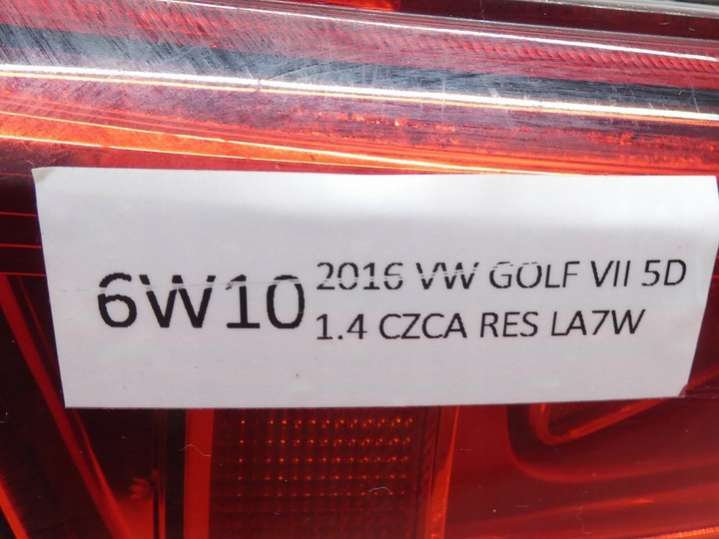 6W10
2016 VW GOLF VII 5D
1.4 CZCA RES LA7W